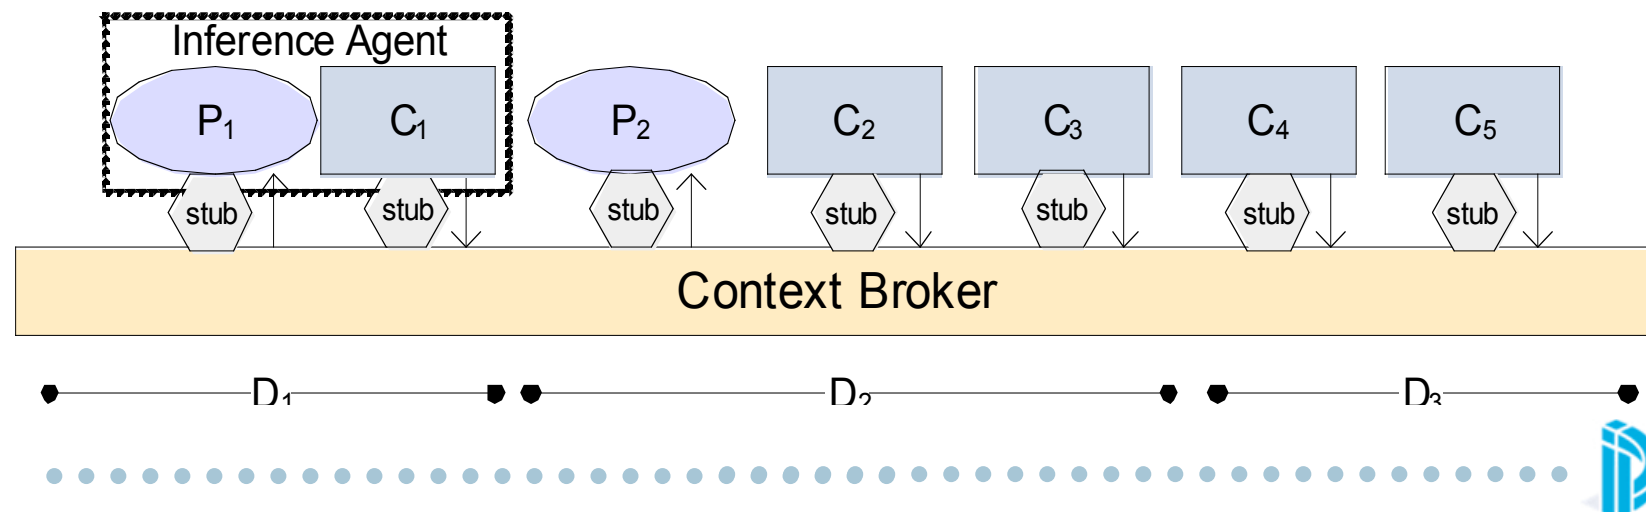 Inference Agent
P1 C1 P2 C2 C3 C4 C5
stub stub stub stub stub stub stub
Context Broker
D1 D2 D3